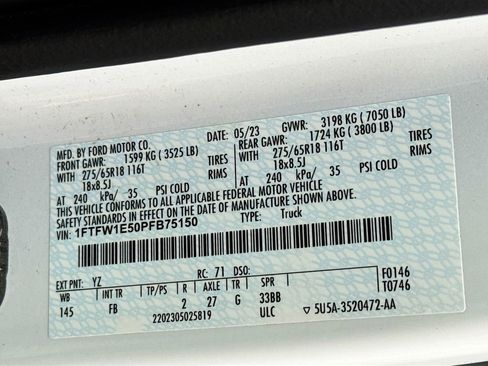 MFD. BY FORD MOTOR CO. DATE: 05/23 GVWR: 3198 KG ( 7050 LB)
FRONT GAWR: 1599 KG ( 3525 LB) REAR GAWR: 1724 KG ( 3800 LB)
WITH 275/65R18 116T TIRES WITH 275/65R18 116T TIRES
18x8.5J RIMS 18x8.5J RIMS
AT 240 kPa/ 35 PSI COLD AT 240 kPa/ 35 PSI COLD
THIS VEHICLE CONFORMS TO ALL APPLICABLE FEDERAL MOTOR VEHICLE
SAFETY STANDARDS IN EFFECT ON THE DATE OF MANUFACTURE SHOWN ABOVE.
1FTFW1E50PFB75150 TYPE: Truck
EXT PNT: YZ RC: 71 DSO: F0146
WB INT TR TP/PS R AXLE TR SPR T0746
145 FB 2 27 G 33BB
2202305025819 ULC 5U5A-3520472-AA